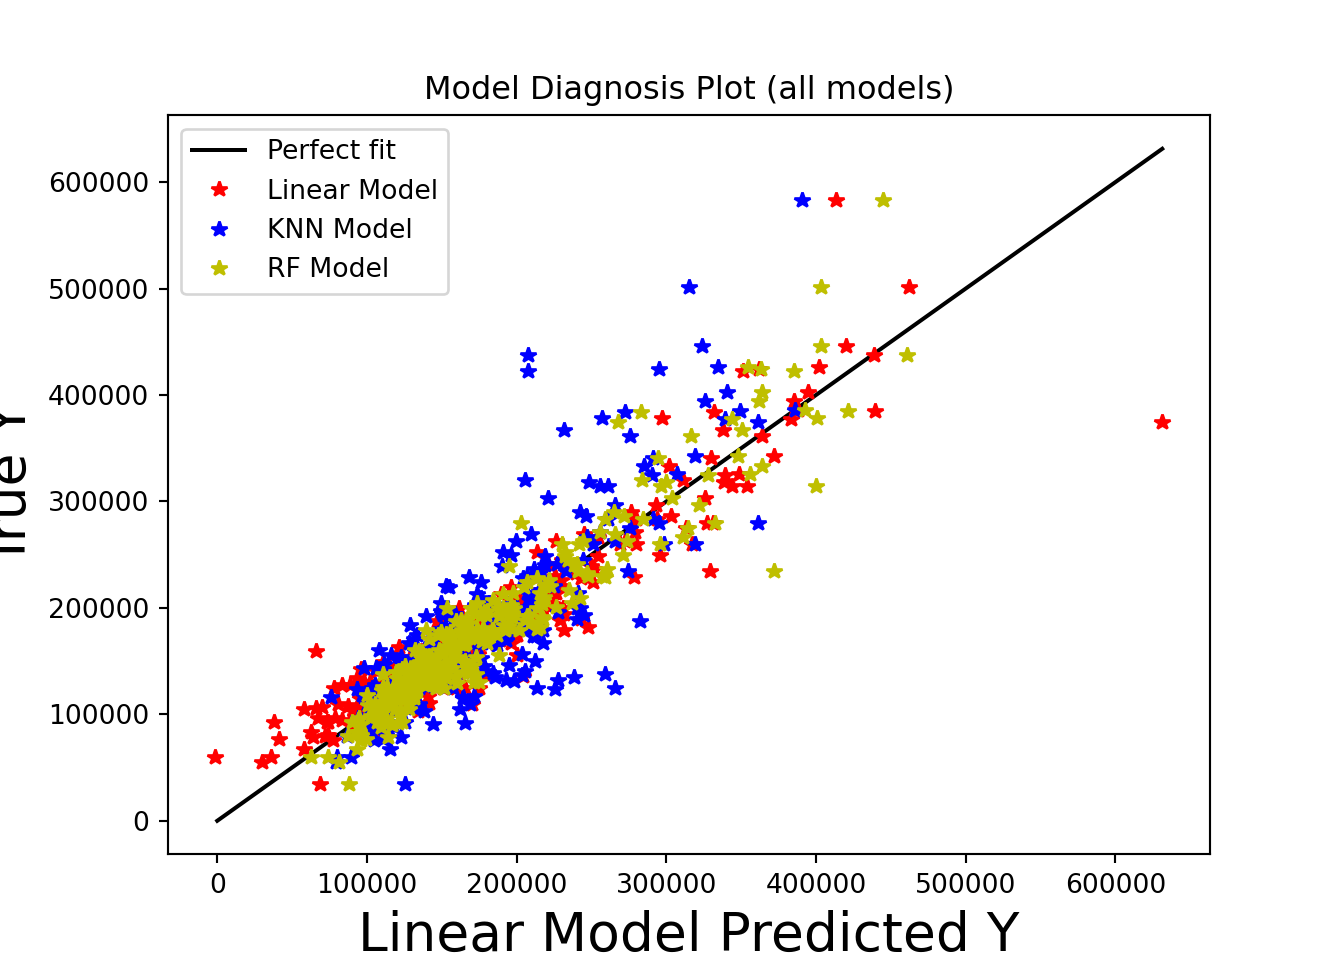 Model Diagnosis Plot (all models)
Perfect fit
Linear Model
KNN Model
RF Model
600000
500000
400000
300000
200000
100000
0
True Y
0 100000 200000 300000 400000 500000 600000
Linear Model Predicted Y